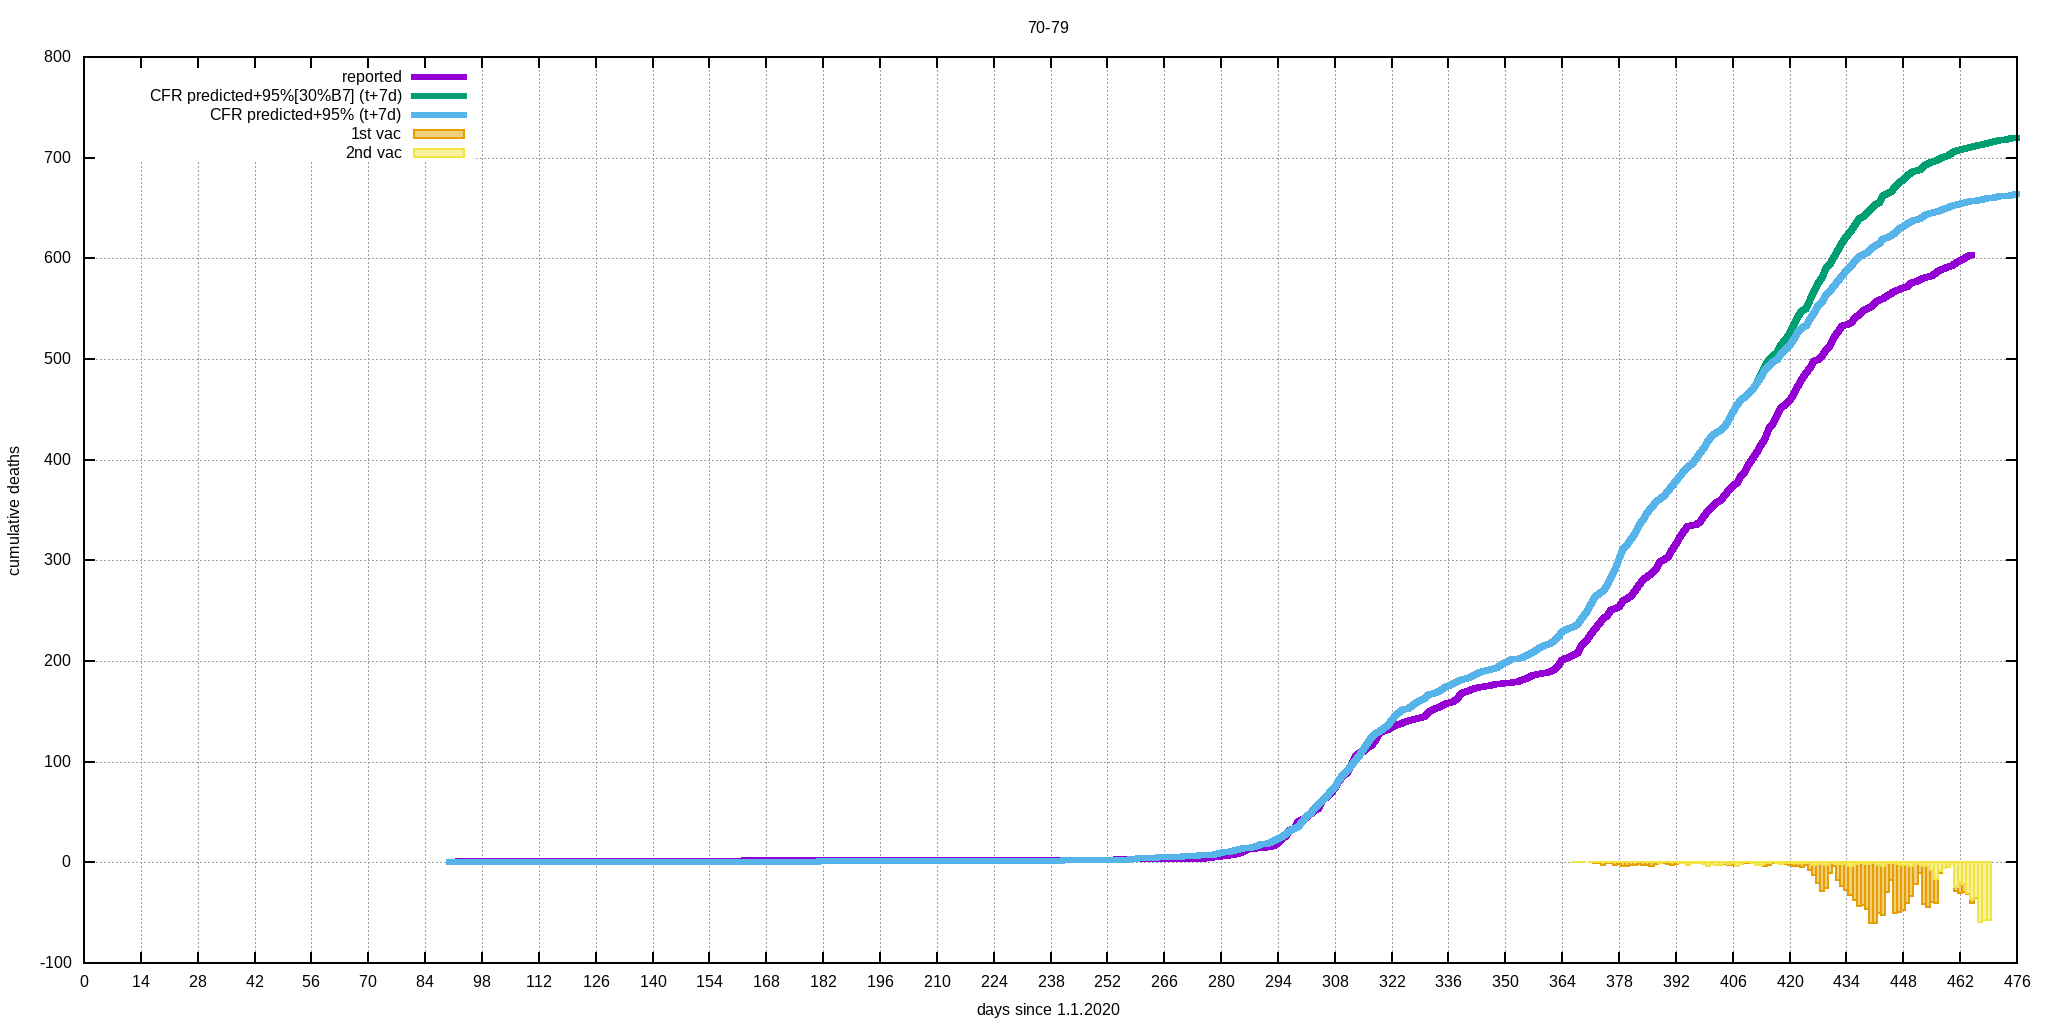 70-79
800
700
600
500
400
300
200
100
0
-100
reported
CFR predicted+95%[30%B7] (t+7d)
CFR predicted+95% (t+7d)
1st vac
2nd vac
cumulative deaths
0 14 28 42 56 70 84 98 112 126 140 154 168 182 196 210 224 238 252 266 280 294 308 322 336 350 364 378 392 406 420 434 448 462 476
days since 1.1.2020